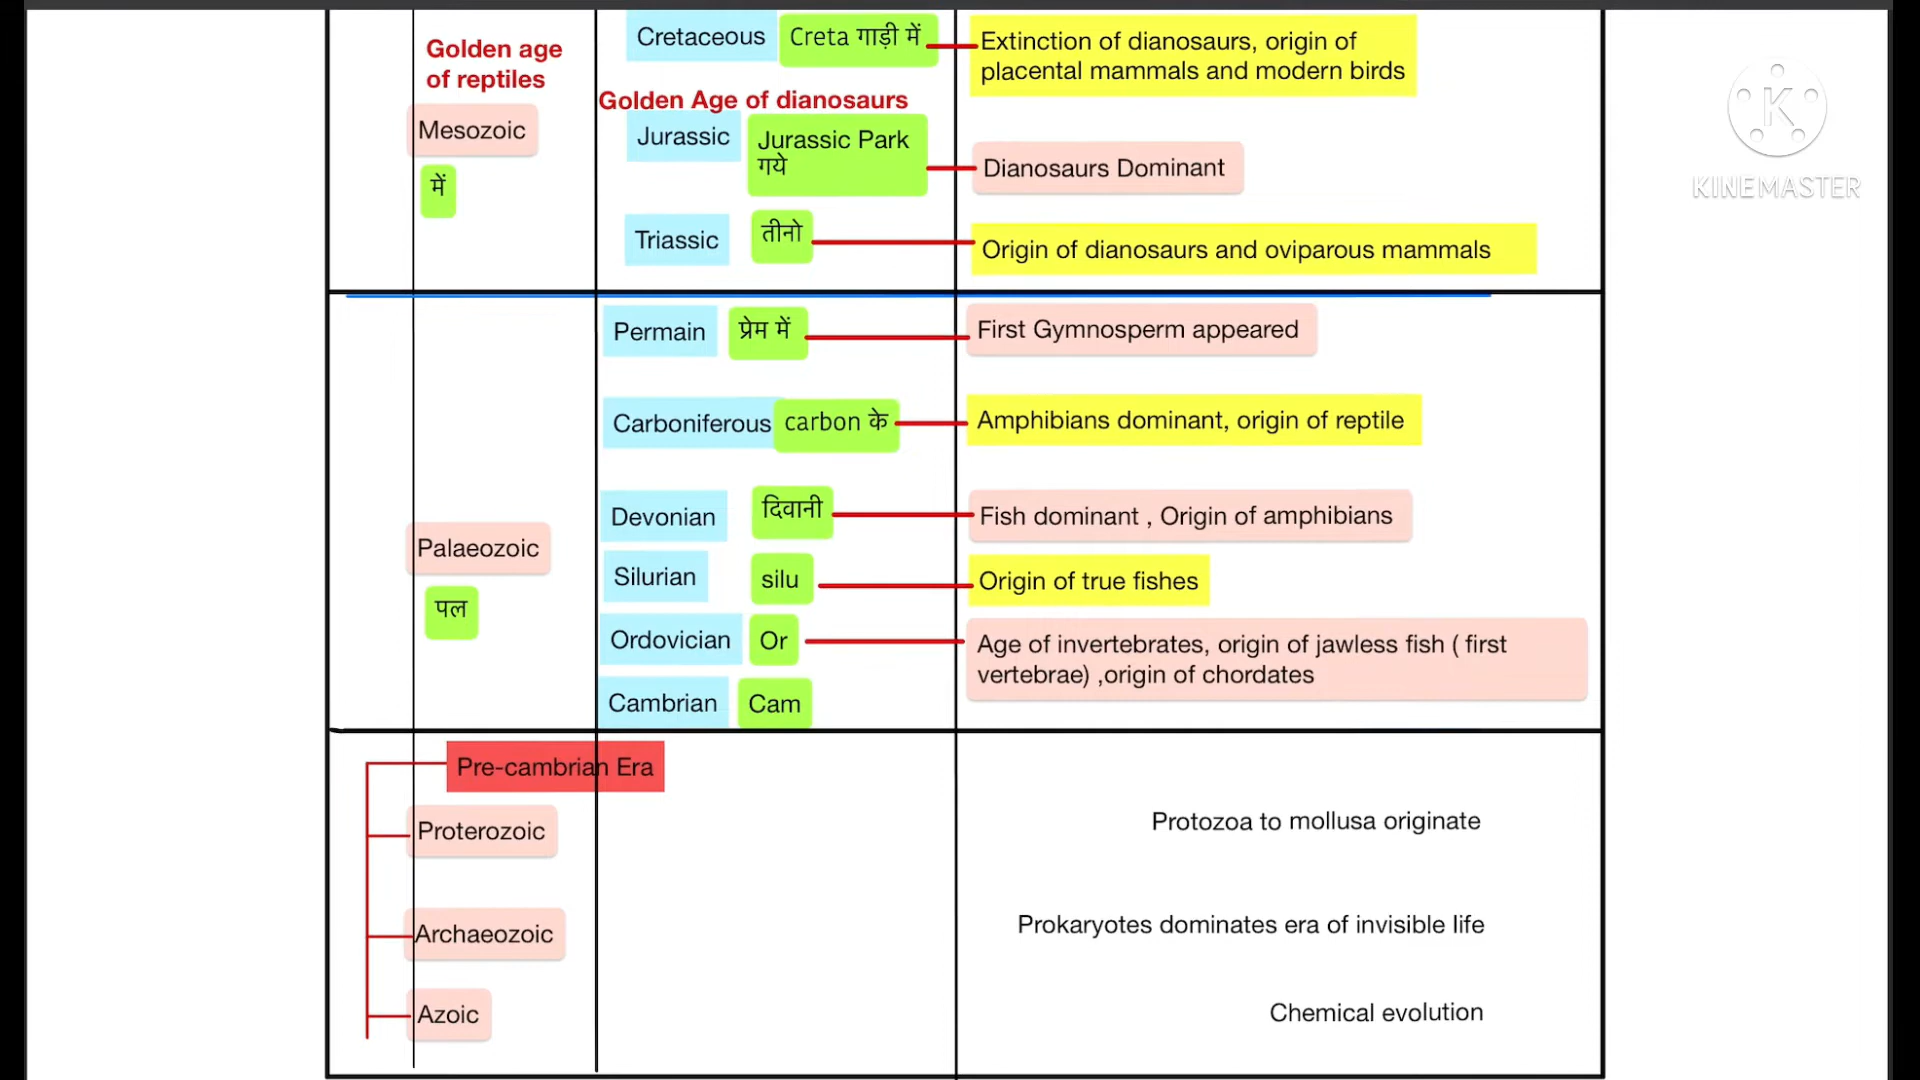 Golden age
of reptiles
Cretaceous
Creta गाड़ी में
Extinction of dianosaurs, origin of
placental mammals and modern birds
Golden Age of dianosaurs
Mesozoic
Jurassic
Jurassic Park
गये
Dianosaurs Dominant
में
Triassic
तीनो
Origin of dianosaurs and oviparous mammals
Permain
प्रेम में
First Gymnosperm appeared
Carboniferous
carbon के
Amphibians dominant, origin of reptile
Devonian
दिवानी
Fish dominant , Origin of amphibians
Palaeozoic
Silurian
silu
Origin of true fishes
पल
Ordovician
Or
Age of invertebrates, origin of jawless fish ( first
vertebrae) ,origin of chordates
Cambrian
Cam
Pre-cambrian Era
Proterozoic
Protozoa to mollusa originate
Archaeozoic
Prokaryotes dominates era of invisible life
Azoic
Chemical evolution
K
KINEMASTER